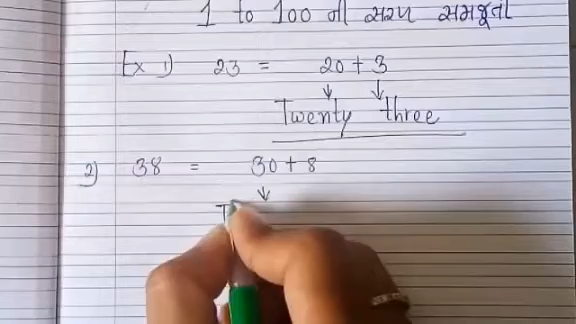 1 to 100 ની સરળ સમજૂતી
Ex 1) 23 = 20 + 3
↓ ↓
Twenty three
2) 38 = 30 + 8
↓
T